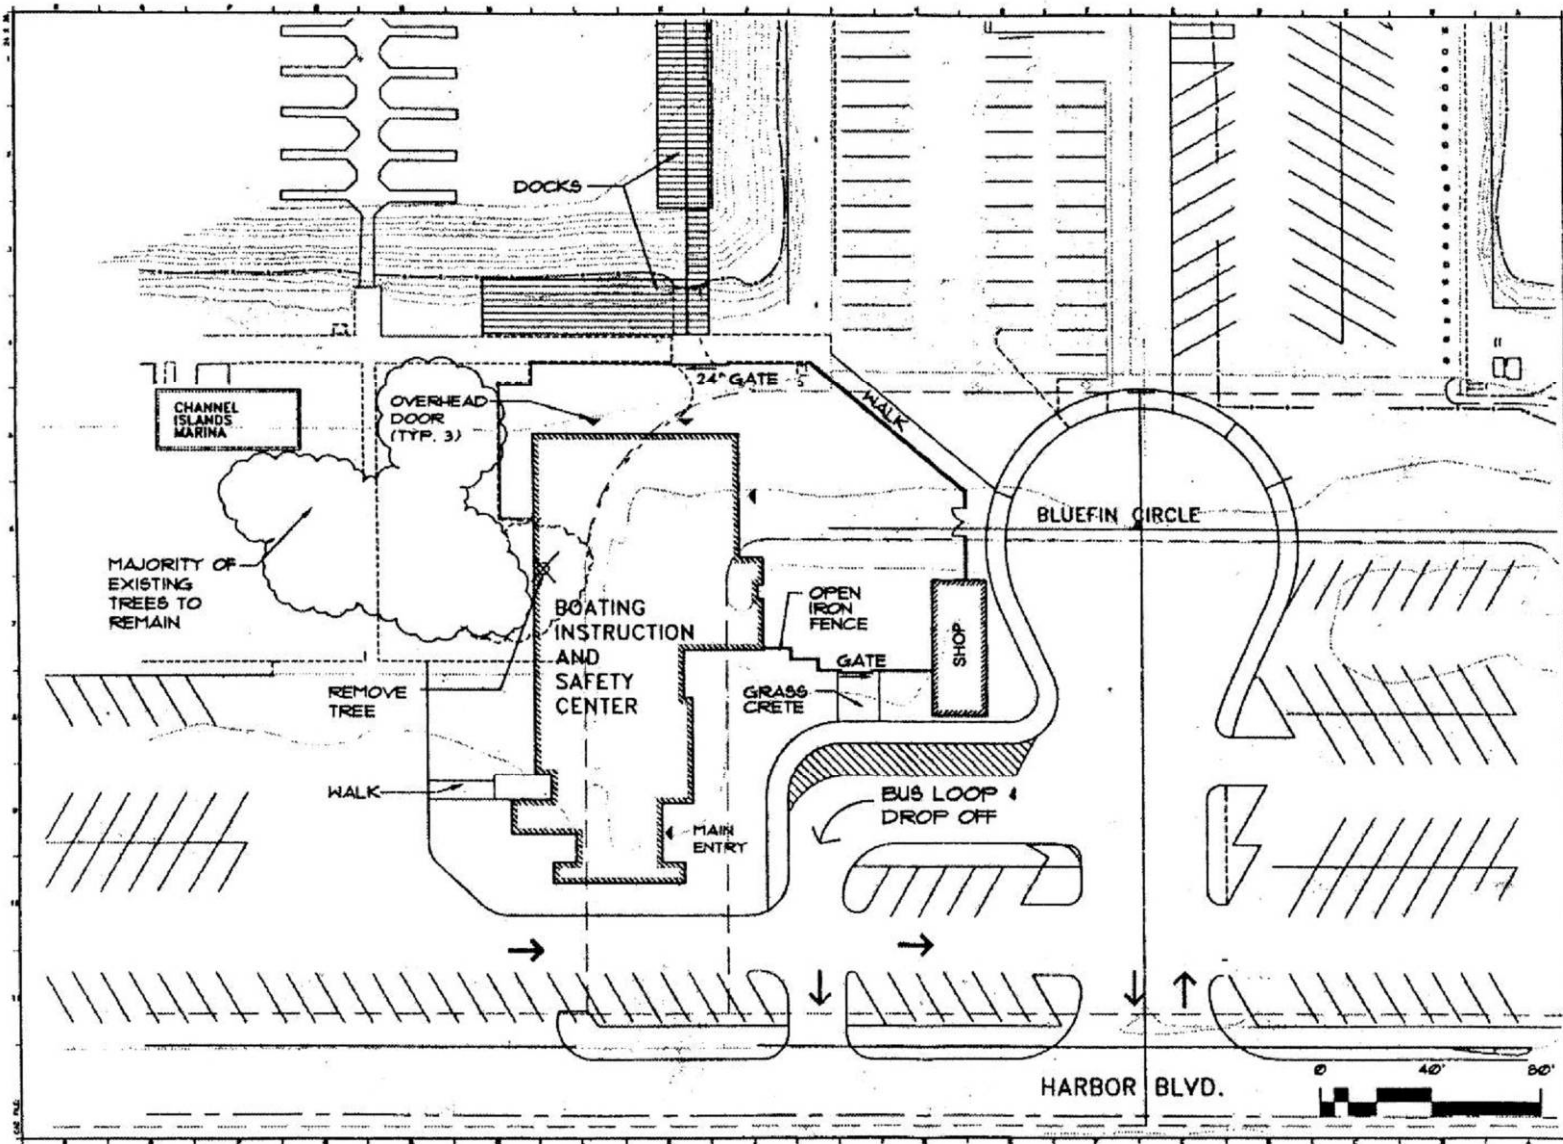 DOCKS
24' GATE
OVERHEAD
DOOR
(TYP. 3)
CHANNEL
ISLANDS
MARINA
WALK
BLUEFIN CIRCLE
MAJORITY OF
EXISTING
TREES TO
REMAIN
BOATING
INSTRUCTION
AND
SAFETY
CENTER
OPEN
IRON
FENCE
SHOP
GATE
GRASS
CRETE
REMOVE
TREE
WALK
BUS LOOP &
DROP OFF
MAIN
ENTRY
HARBOR BLVD.
0 40' 80'